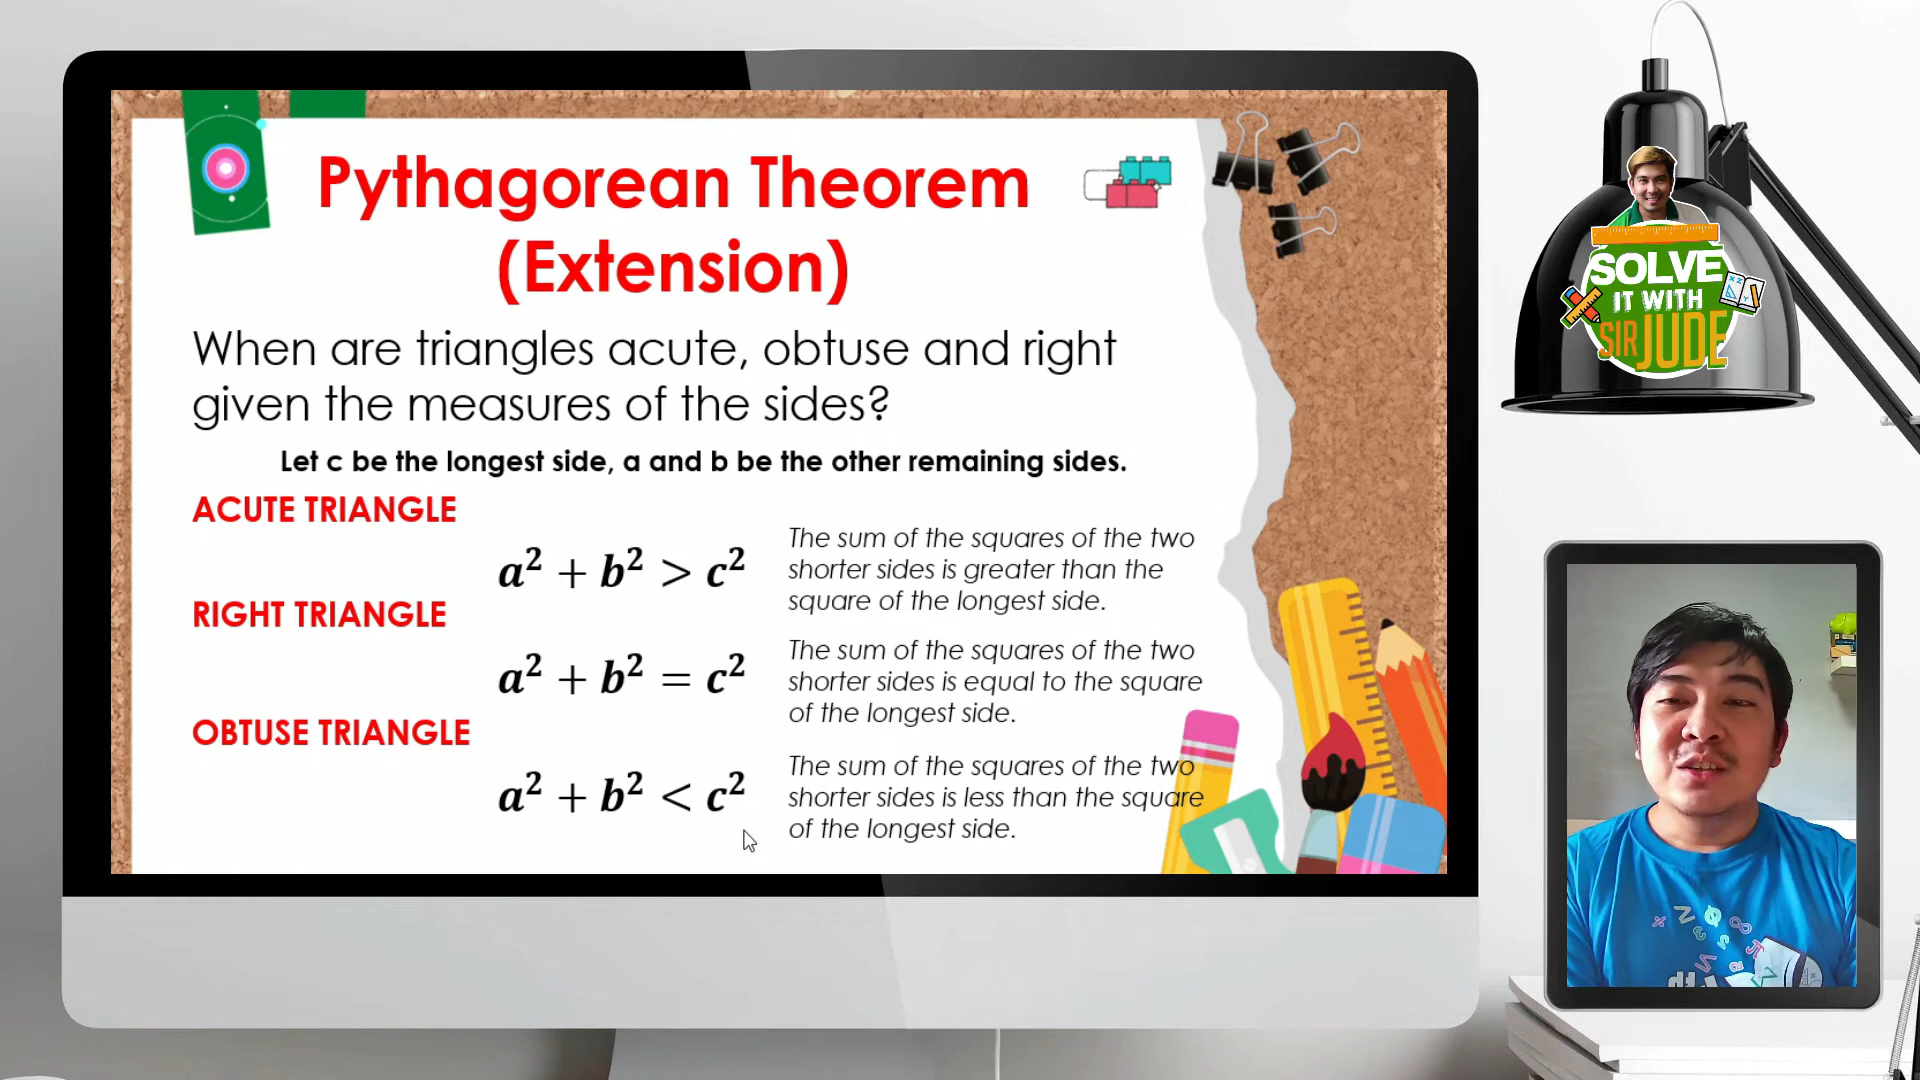 Pythagorean Theorem
(Extension)
When are triangles acute, obtuse and right
given the measures of the sides?
Let c be the longest side, a and b be the other remaining sides.
ACUTE TRIANGLE
a² + b² > c²
The sum of the squares of the two
shorter sides is greater than the
square of the longest side.
RIGHT TRIANGLE
a² + b² = c²
The sum of the squares of the two
shorter sides is equal to the square
of the longest side.
OBTUSE TRIANGLE
a² + b² < c²
The sum of the squares of the two
shorter sides is less than the square
of the longest side.
SOLVE
IT WITH
SIR JUDE